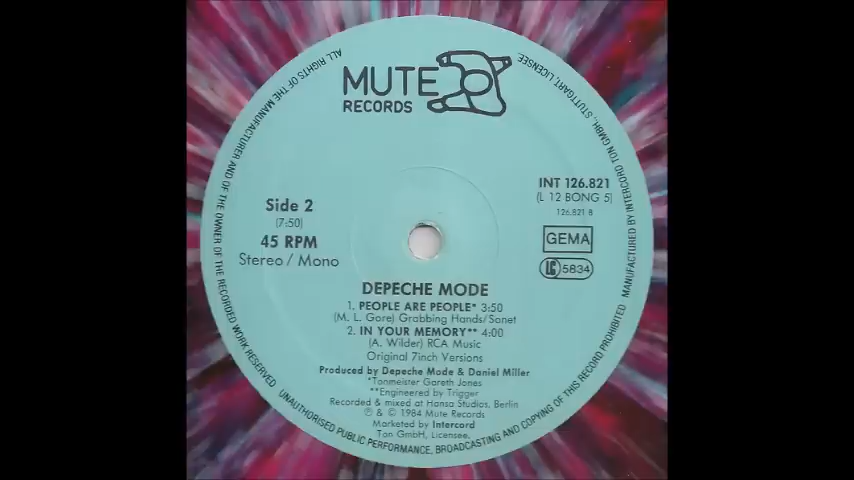 MUTE
RECORDS
ALL RIGHTS OF THE MANUFACTURER AND OF THE OWNER OF THE RECORDED WORK RESERVED. UNAUTHORISED PUBLIC PERFORMANCE, BROADCASTING AND COPYING OF THIS RECORD PROHIBITED
MANUFACTURED BY INTERCORD TON GMBH., STUTTGART, LICENSEE.
Side 2
(7:50)
45 RPM
Stereo / Mono
INT 126.821
(L 12 BONG 5)
126.821 B
GEMA
LC 5834
DEPECHE MODE
1. PEOPLE ARE PEOPLE* 3:50
(M. L. Gore) Grabbing Hands/Sonet
2. IN YOUR MEMORY** 4:00
(A. Wilder) RCA Music
Original 7inch Versions
Produced by Depeche Mode & Daniel Miller
*Tonmeister Gareth Jones
**Engineered by Trigger
Recorded & mixed at Hansa Studios, Berlin
℗ & © 1984 Mute Records
Marketed by Intercord
Ton GmbH, Licensee.